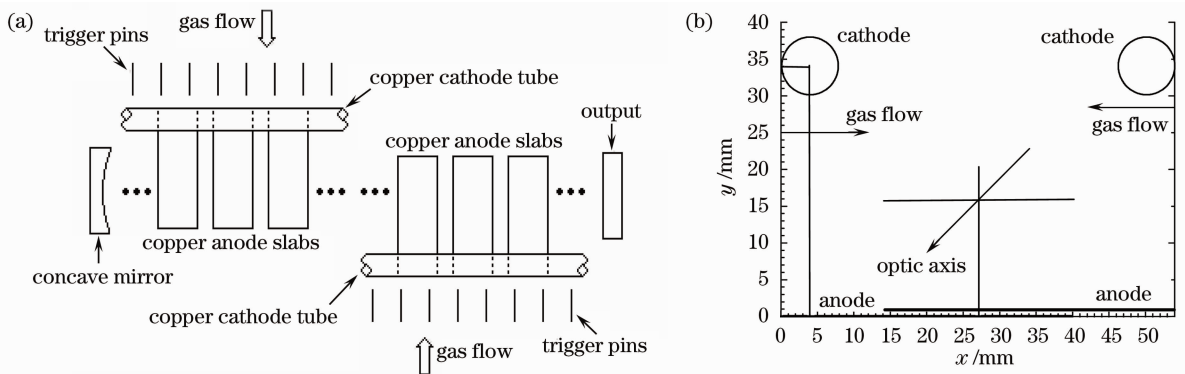 (a)
gas flow
trigger pins
copper cathode tube
copper anode slabs
output
copper anode slabs
concave mirror
copper cathode tube
gas flow
trigger pins
(b)
40
35
30
25
20
15
10
5
0
y /mm
cathode
cathode
gas flow
gas flow
optic axis
anode
anode
0 5 10 15 20 25 30 35 40 45 50
x /mm